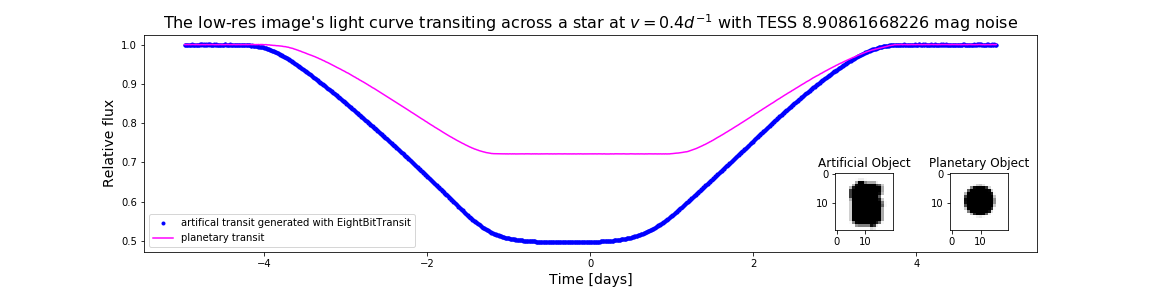 The low-res image's light curve transiting across a star at v = 0.4d⁻¹ with TESS 8.90861668226 mag noise
Relative flux
1.0
0.9
0.8
0.7
0.6
0.5
artifical transit generated with EightBitTransit
planetary transit
Artificial Object
0
10
0 10
Planetary Object
0
10
0 10
−4 −2 0 2 4
Time [days]